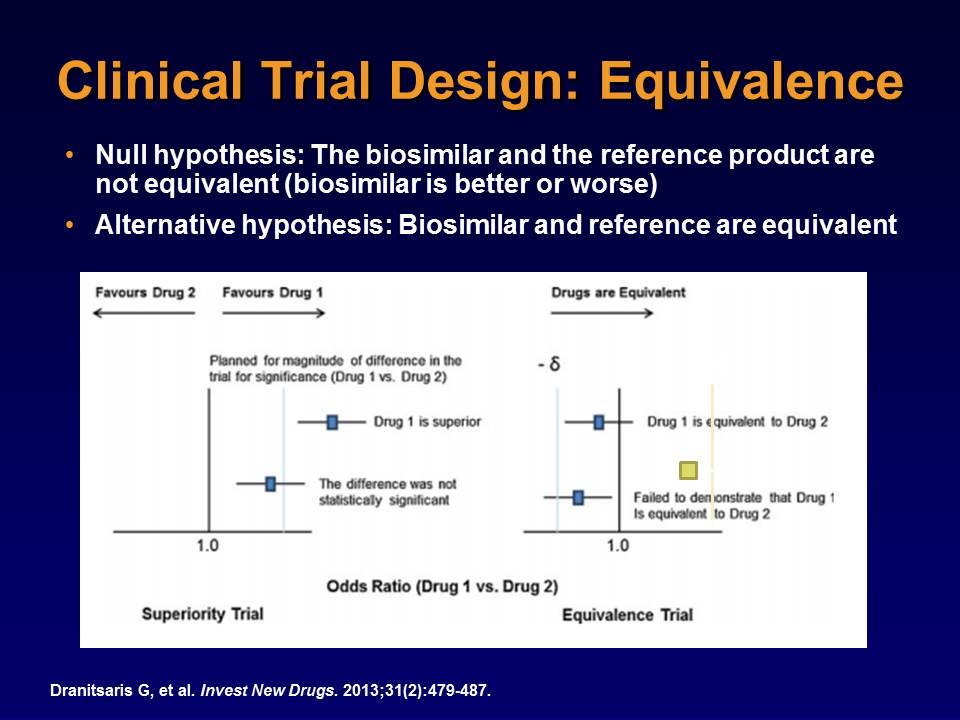 Clinical Trial Design: Equivalence
• Null hypothesis: The biosimilar and the reference product are
not equivalent (biosimilar is better or worse)
• Alternative hypothesis: Biosimilar and reference are equivalent
Favours Drug 2
Favours Drug 1
Planned for magnitude of difference in the
trial for significance (Drug 1 vs. Drug 2)
Drug 1 is superior
The difference was not
statistically significant
1.0
Superiority Trial
Drugs are Equivalent
- δ
Drug 1 is equivalent to Drug 2
Failed to demonstrate that Drug 1
Is equivalent to Drug 2
1.0
Odds Ratio (Drug 1 vs. Drug 2)
Equivalence Trial
Dranitsaris G, et al. Invest New Drugs. 2013;31(2):479-487.